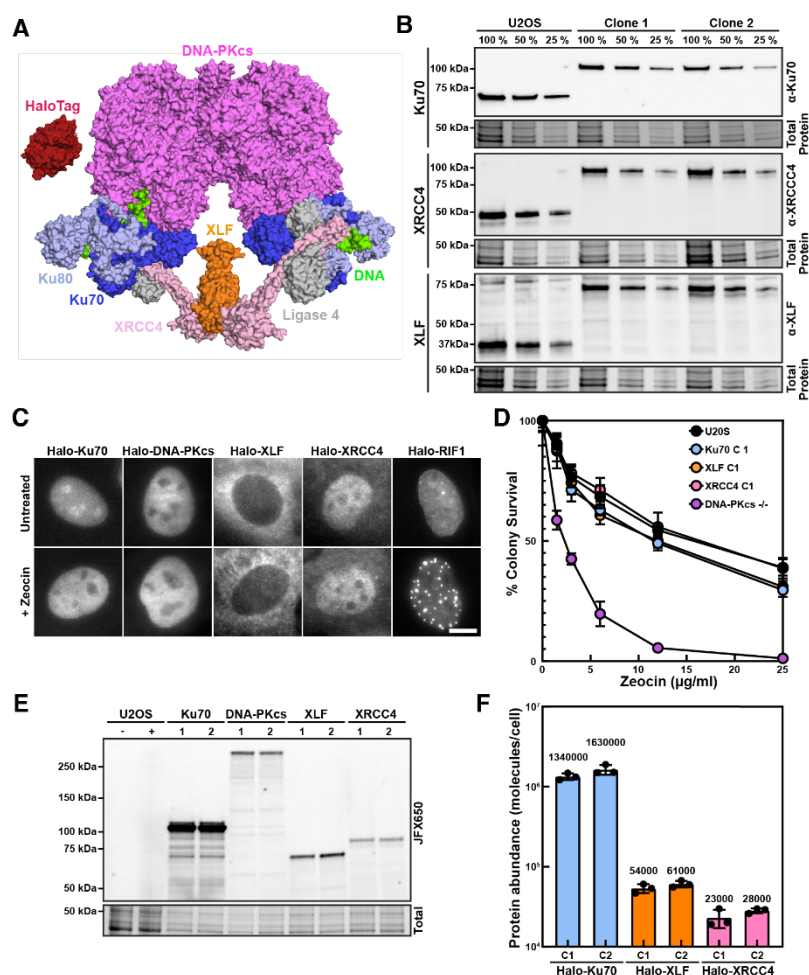 A
DNA-PKcs
HaloTag
XLF
Ku80
DNA
Ku70
Ligase 4
XRCC4
B
U2OS Clone 1 Clone 2
100 % 50 % 25 % 100 % 50 % 25 % 100 % 50 % 25 %
Ku70
100 kDa
75 kDa
50 kDa
α-Ku70
Total Protein
XRCC4
100 kDa
75 kDa
50 kDa
50 kDa
α-XRCCC4
Total Protein
XLF
75 kDa
50 kDa
37kDa
50 kDa
α-XLF
Total Protein
C
Halo-Ku70 Halo-DNA-PKcs Halo-XLF Halo-XRCC4 Halo-RIF1
Untreated
+ Zeocin
D
% Colony Survival
100
50
0
0 5 10 15 20 25
Zeocin (µg/ml)
U20S
Ku70 C 1
XLF C1
XRCC4 C1
DNA-PKcs -/-
E
U2OS Ku70 DNA-PKcs XLF XRCC4
- + 1 2 1 2 1 2 1 2
250 kDa
150 kDa
100 kDa
75 kDa
50 kDa
50 kDa
JFX650
Total
F
Protein abundance (molecules/cell)
10⁷
10⁶
10⁵
10⁴
1340000
1630000
54000
61000
23000
28000
C1 C2 C1 C2 C1 C2
Halo-Ku70 Halo-XLF Halo-XRCC4